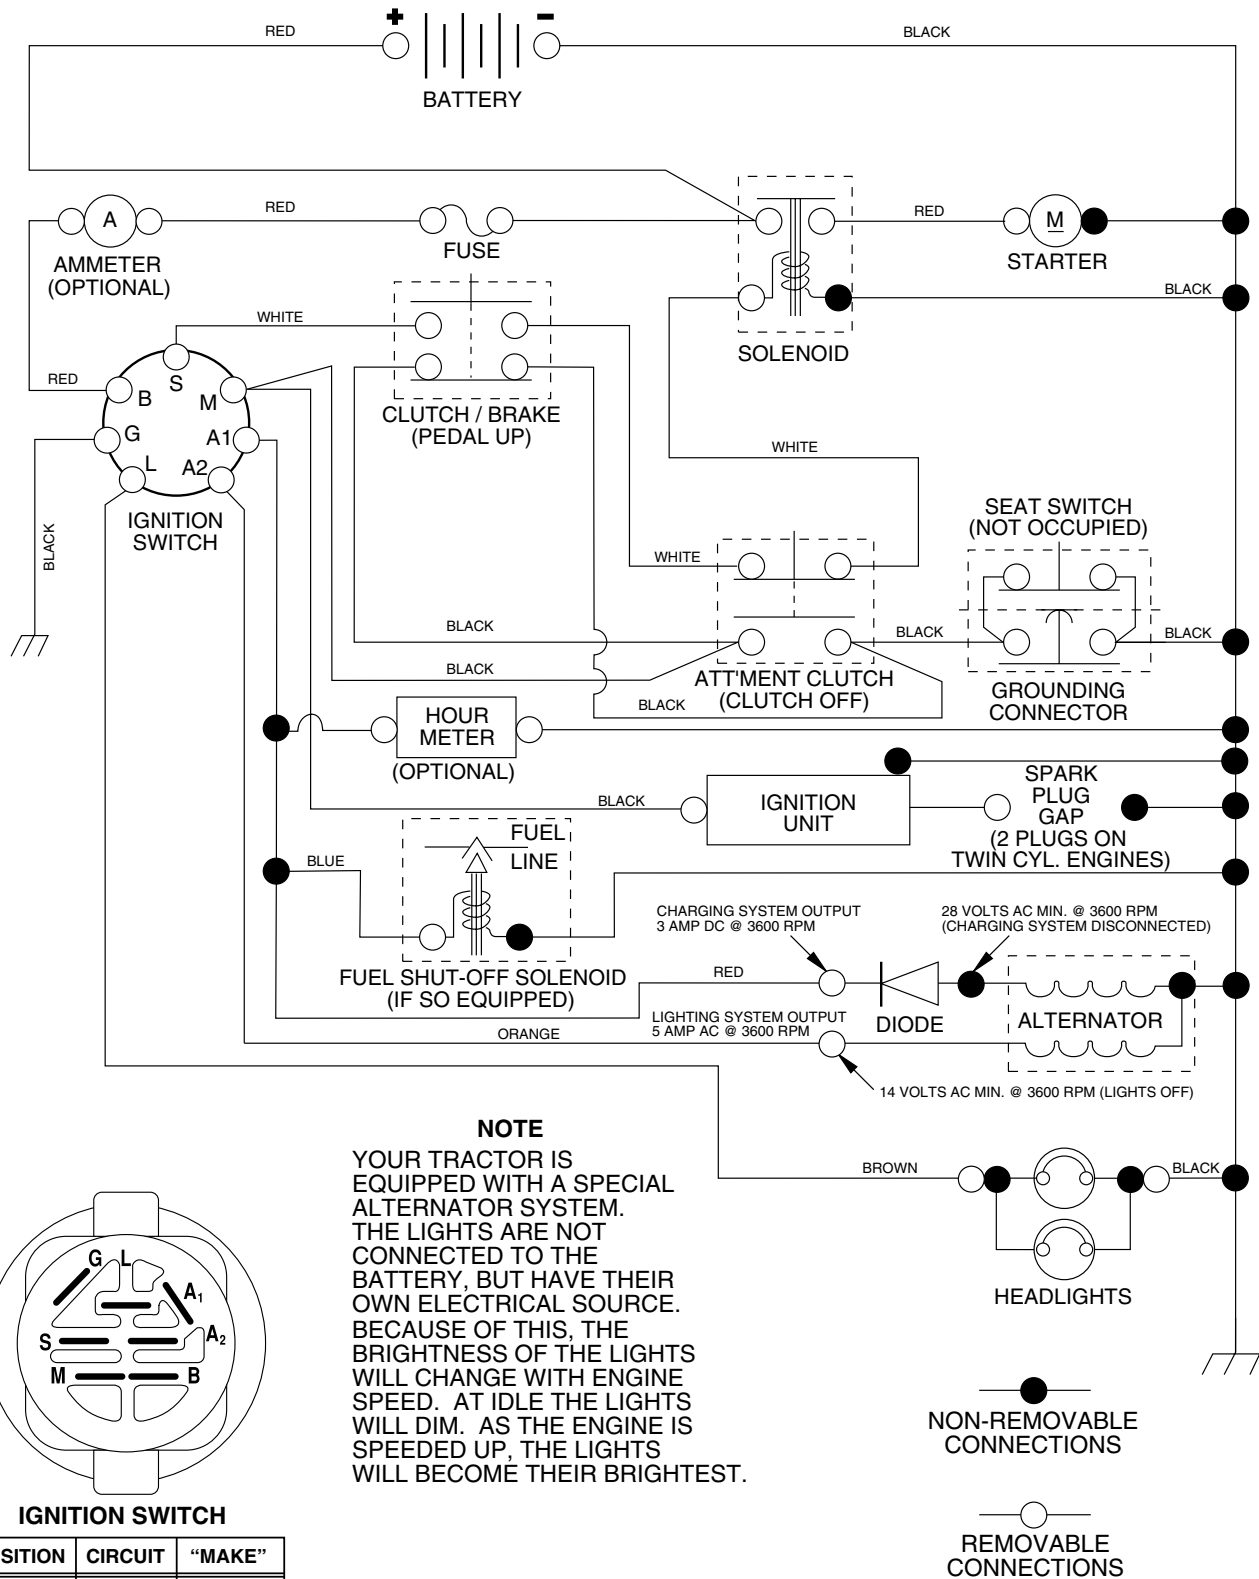 + -
RED
BLACK
BATTERY
A
RED
FUSE
RED
M
STARTER
AMMETER
(OPTIONAL)
BLACK
WHITE
SOLENOID
RED
S
B
M
G
A1
L
A2
CLUTCH / BRAKE
(PEDAL UP)
WHITE
IGNITION
SWITCH
BLACK
SEAT SWITCH
(NOT OCCUPIED)
WHITE
BLACK
BLACK
BLACK
BLACK
ATT'MENT CLUTCH
(CLUTCH OFF)
GROUNDING
CONNECTOR
BLACK
HOUR
METER
(OPTIONAL)
BLACK
IGNITION
UNIT
SPARK
PLUG
GAP
(2 PLUGS ON
TWIN CYL. ENGINES)
FUEL
LINE
BLUE
CHARGING SYSTEM OUTPUT
3 AMP DC @ 3600 RPM
28 VOLTS AC MIN. @ 3600 RPM
(CHARGING SYSTEM DISCONNECTED)
FUEL SHUT-OFF SOLENOID
(IF SO EQUIPPED)
RED
DIODE
ALTERNATOR
LIGHTING SYSTEM OUTPUT
5 AMP AC @ 3600 RPM
ORANGE
14 VOLTS AC MIN. @ 3600 RPM (LIGHTS OFF)
NOTE
YOUR TRACTOR IS
EQUIPPED WITH A SPECIAL
ALTERNATOR SYSTEM.
THE LIGHTS ARE NOT
CONNECTED TO THE
BATTERY, BUT HAVE THEIR
OWN ELECTRICAL SOURCE.
BECAUSE OF THIS, THE
BRIGHTNESS OF THE LIGHTS
WILL CHANGE WITH ENGINE
SPEED. AT IDLE THE LIGHTS
WILL DIM. AS THE ENGINE IS
SPEEDED UP, THE LIGHTS
WILL BECOME THEIR BRIGHTEST.
BROWN
BLACK
HEADLIGHTS
G L
A1
A2
S
M
B
IGNITION SWITCH
SITION CIRCUIT “MAKE”
NON-REMOVABLE
CONNECTIONS
REMOVABLE
CONNECTIONS